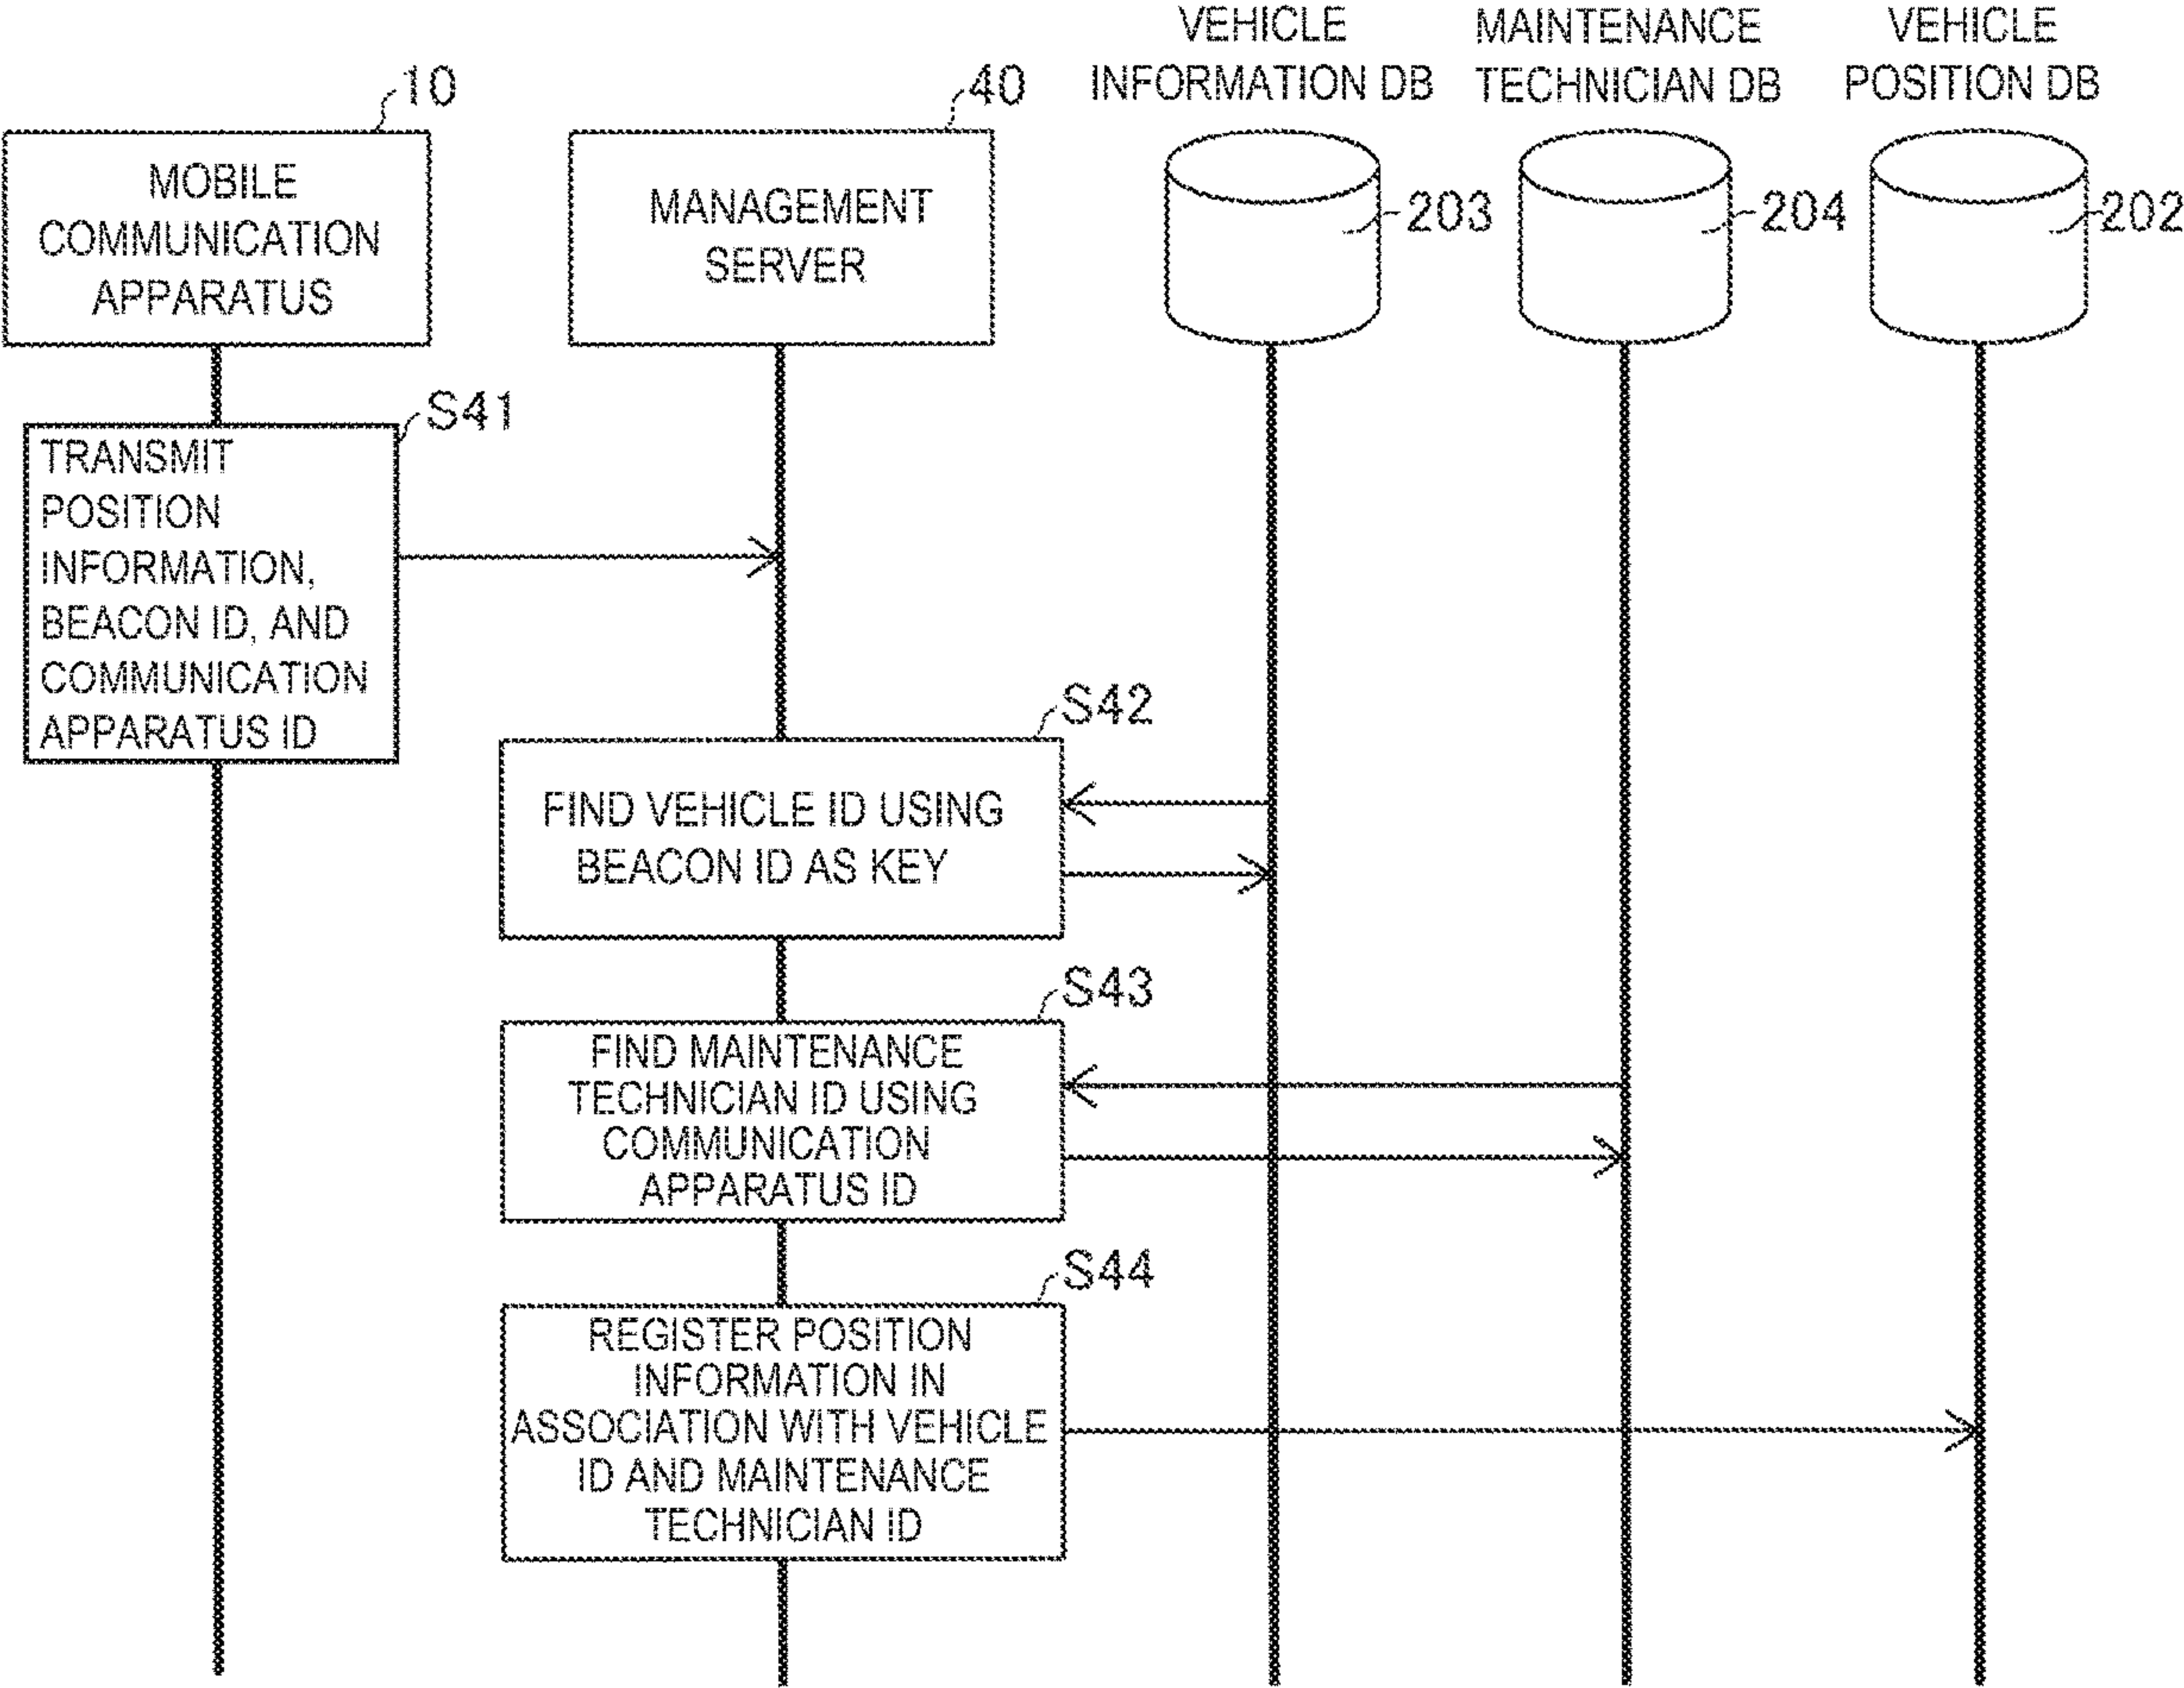 VEHICLE
INFORMATION DB
MAINTENANCE
TECHNICIAN DB
VEHICLE
POSITION DB
10
40
MOBILE
COMMUNICATION
APPARATUS
MANAGEMENT
SERVER
203
204
202
S41
TRANSMIT
POSITION
INFORMATION,
BEACON ID, AND
COMMUNICATION
APPARATUS ID
S42
FIND VEHICLE ID USING
BEACON ID AS KEY
S43
FIND MAINTENANCE
TECHNICIAN ID USING
COMMUNICATION
APPARATUS ID
S44
REGISTER POSITION
INFORMATION IN
ASSOCIATION WITH VEHICLE
ID AND MAINTENANCE
TECHNICIAN ID